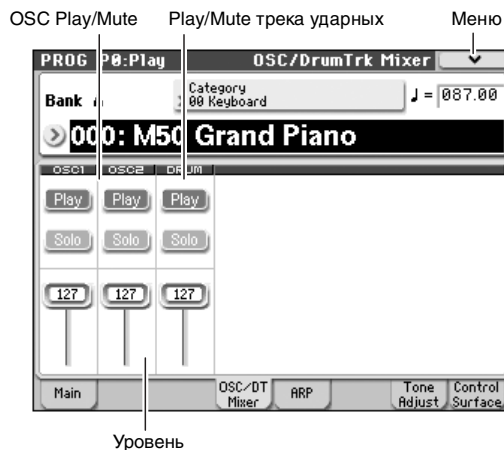 OSC Play/Mute Play/Mute трека ударных Меню
PROG P0:Play OSC/DrumTrk Mixer
Bank Category
00 Keyboard ♩ = 087.00
000: M50 Grand Piano
OSC1 OSC2 DRUM
Play Play Play
Solo Solo Solo
127 127 127
Main OSC/DT Mixer ARP Tone Adjust Control Surface
Уровень